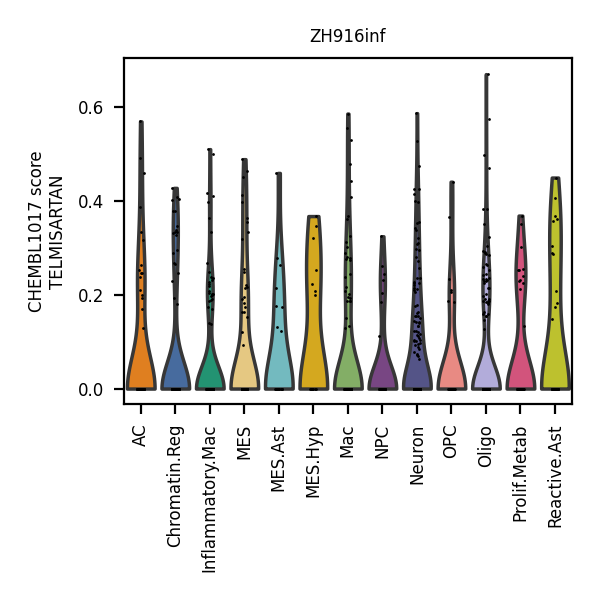 ZH916inf
CHEMBL1017 score
TELMISARTAN
0.6
0.4
0.2
0.0
AC
Chromatin.Reg
Inflammatory.Mac
MES
MES.Ast
MES.Hyp
Mac
NPC
Neuron
OPC
Oligo
Prolif.Metab
Reactive.Ast